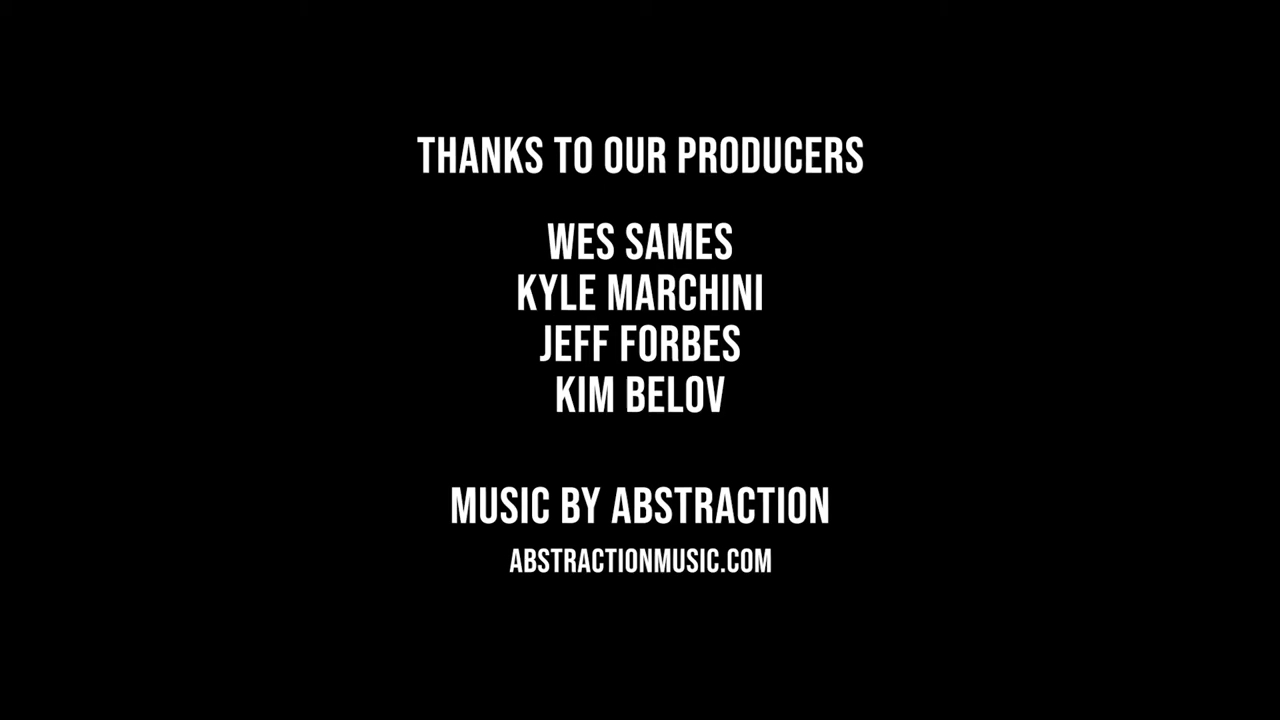 THANKS TO OUR PRODUCERS
WES SAMES
KYLE MARCHINI
JEFF FORBES
KIM BELOV
MUSIC BY ABSTRACTION
ABSTRACTIONMUSIC.COM